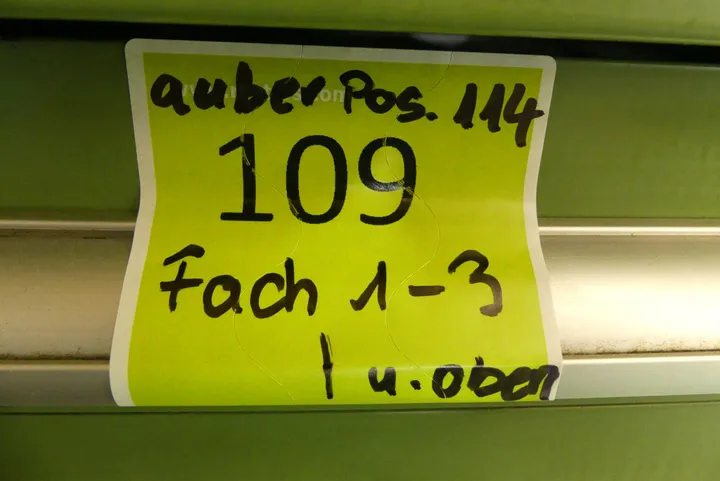 außer Pos. 114
109
Fach 1-3
| u. oben